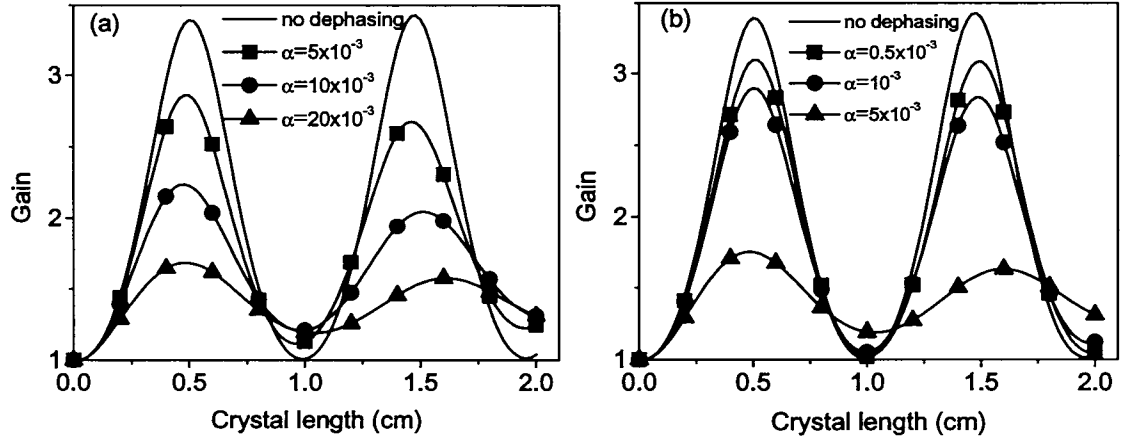 (a)
no dephasing
α=5x10⁻³
α=10x10⁻³
α=20x10⁻³
3
2
1
Gain
0.0 0.5 1.0 1.5 2.0
Crystal length (cm)
(b)
no dephasing
α=0.5x10⁻³
α=10⁻³
α=5x10⁻³
3
2
1
Gain
0.0 0.5 1.0 1.5 2.0
Crystal length (cm)